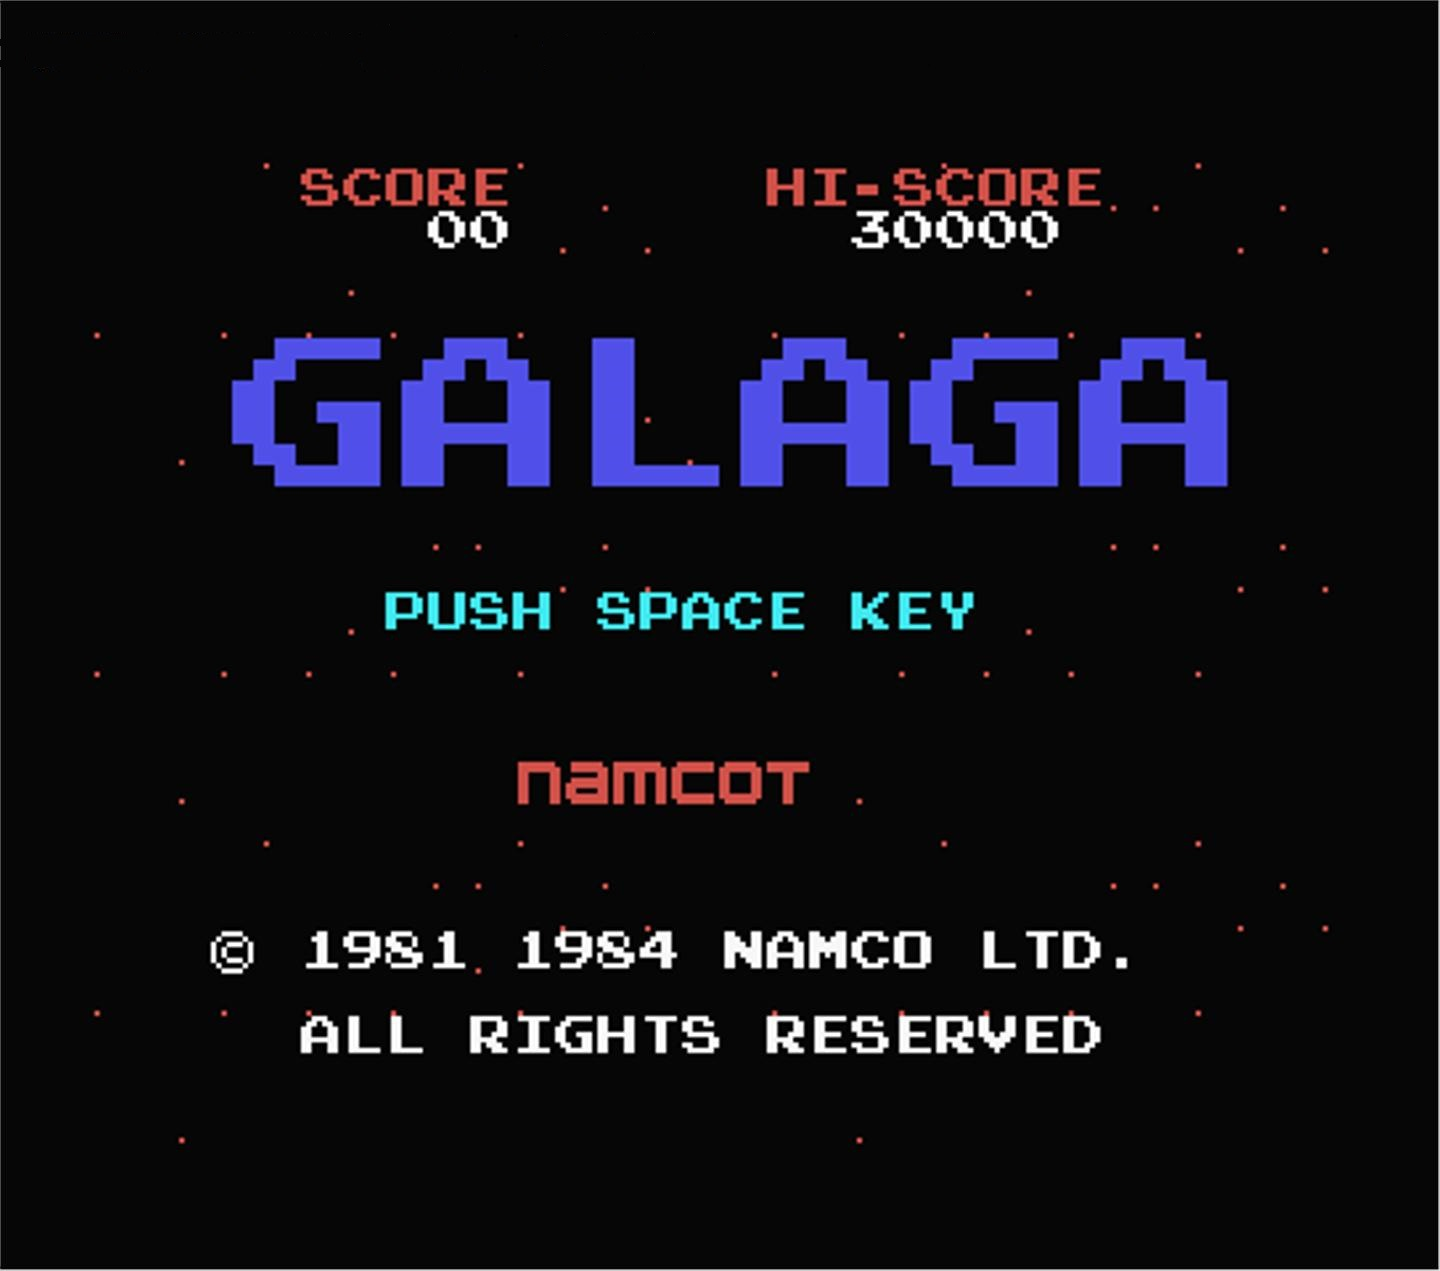 SCORE HI-SCORE
00 30000
GALAGA
PUSH SPACE KEY
namcoT
© 1981 1984 NAMCO LTD.
ALL RIGHTS RESERVED